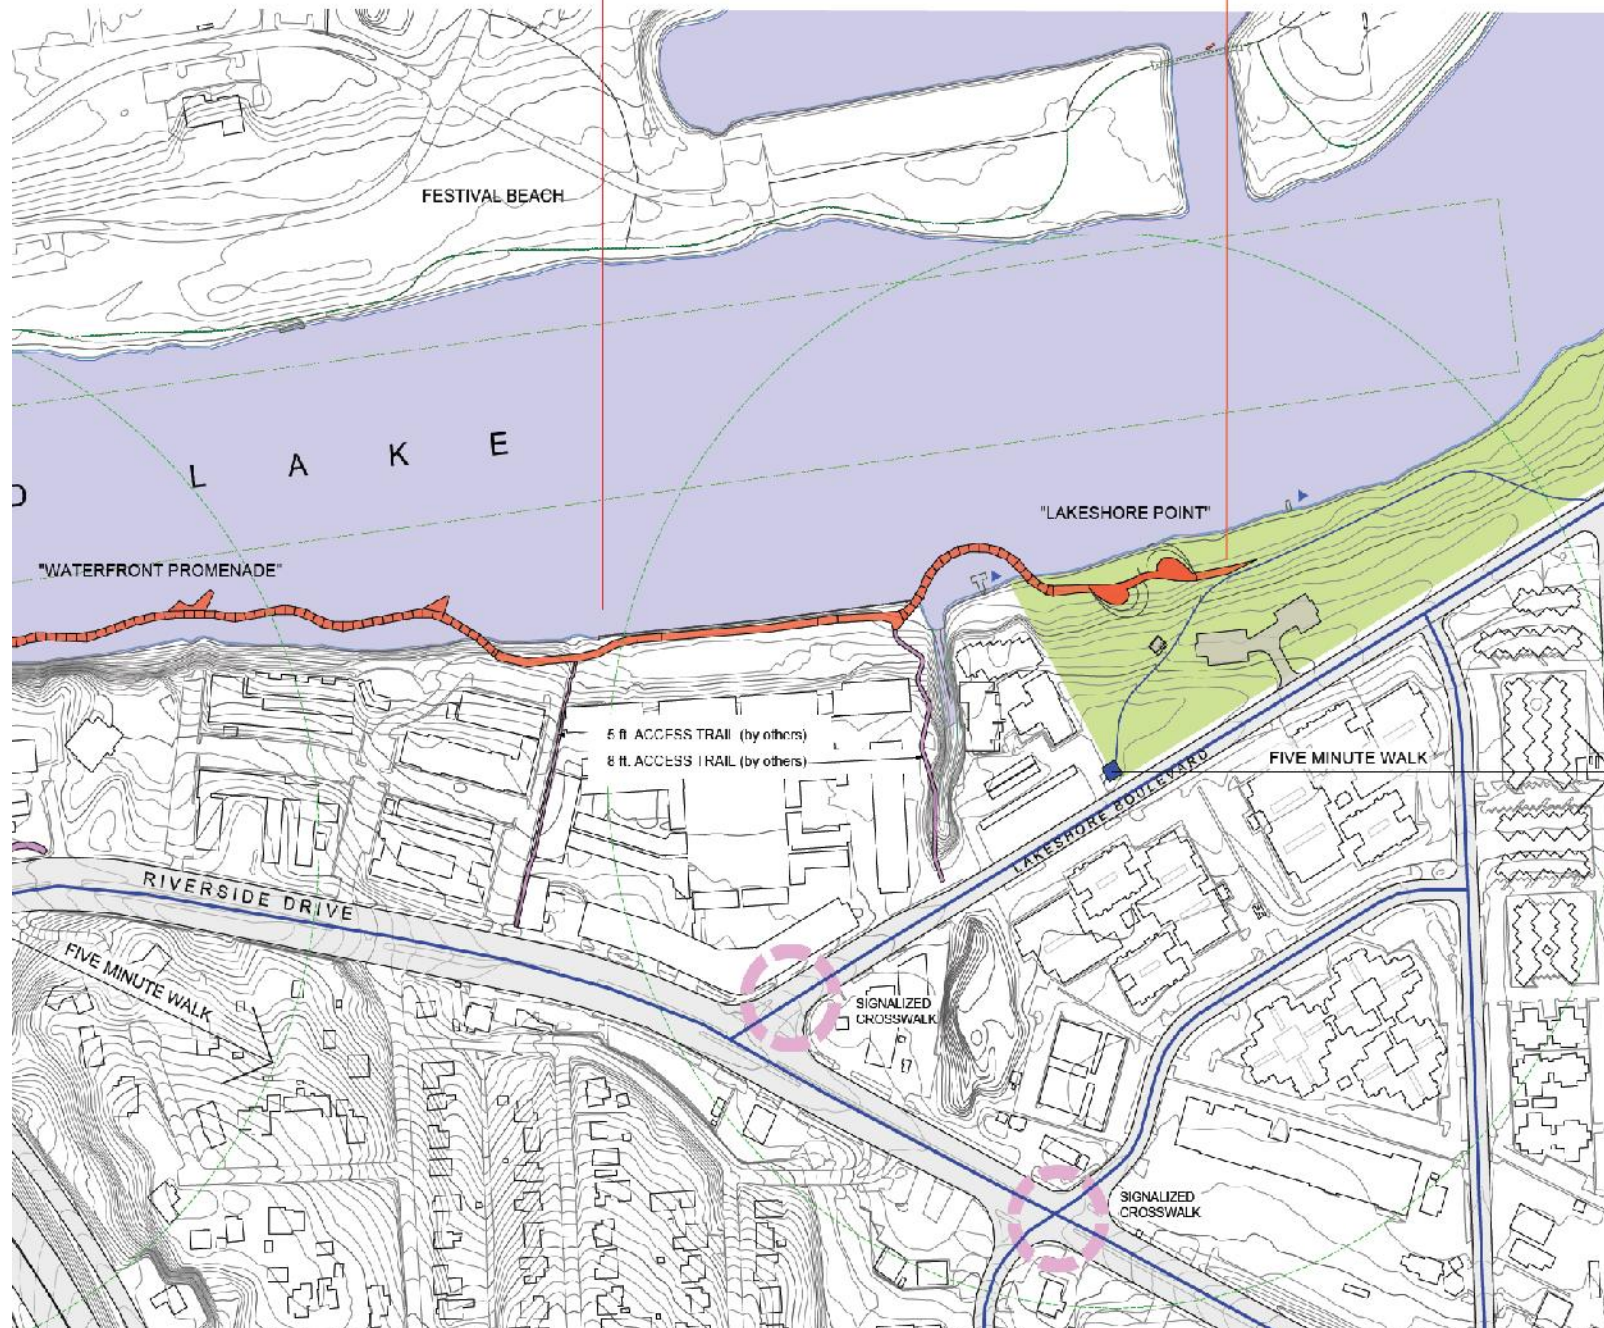 FESTIVAL BEACH
L A K E
"LAKESHORE POINT"
"WATERFRONT PROMENADE"
5 ft. ACCESS TRAIL (by others)
8 ft. ACCESS TRAIL (by others)
FIVE MINUTE WALK
LAKESHORE BOULEVARD
RIVERSIDE DRIVE
FIVE MINUTE WALK
SIGNALIZED
CROSSWALK
SIGNALIZED
CROSSWALK